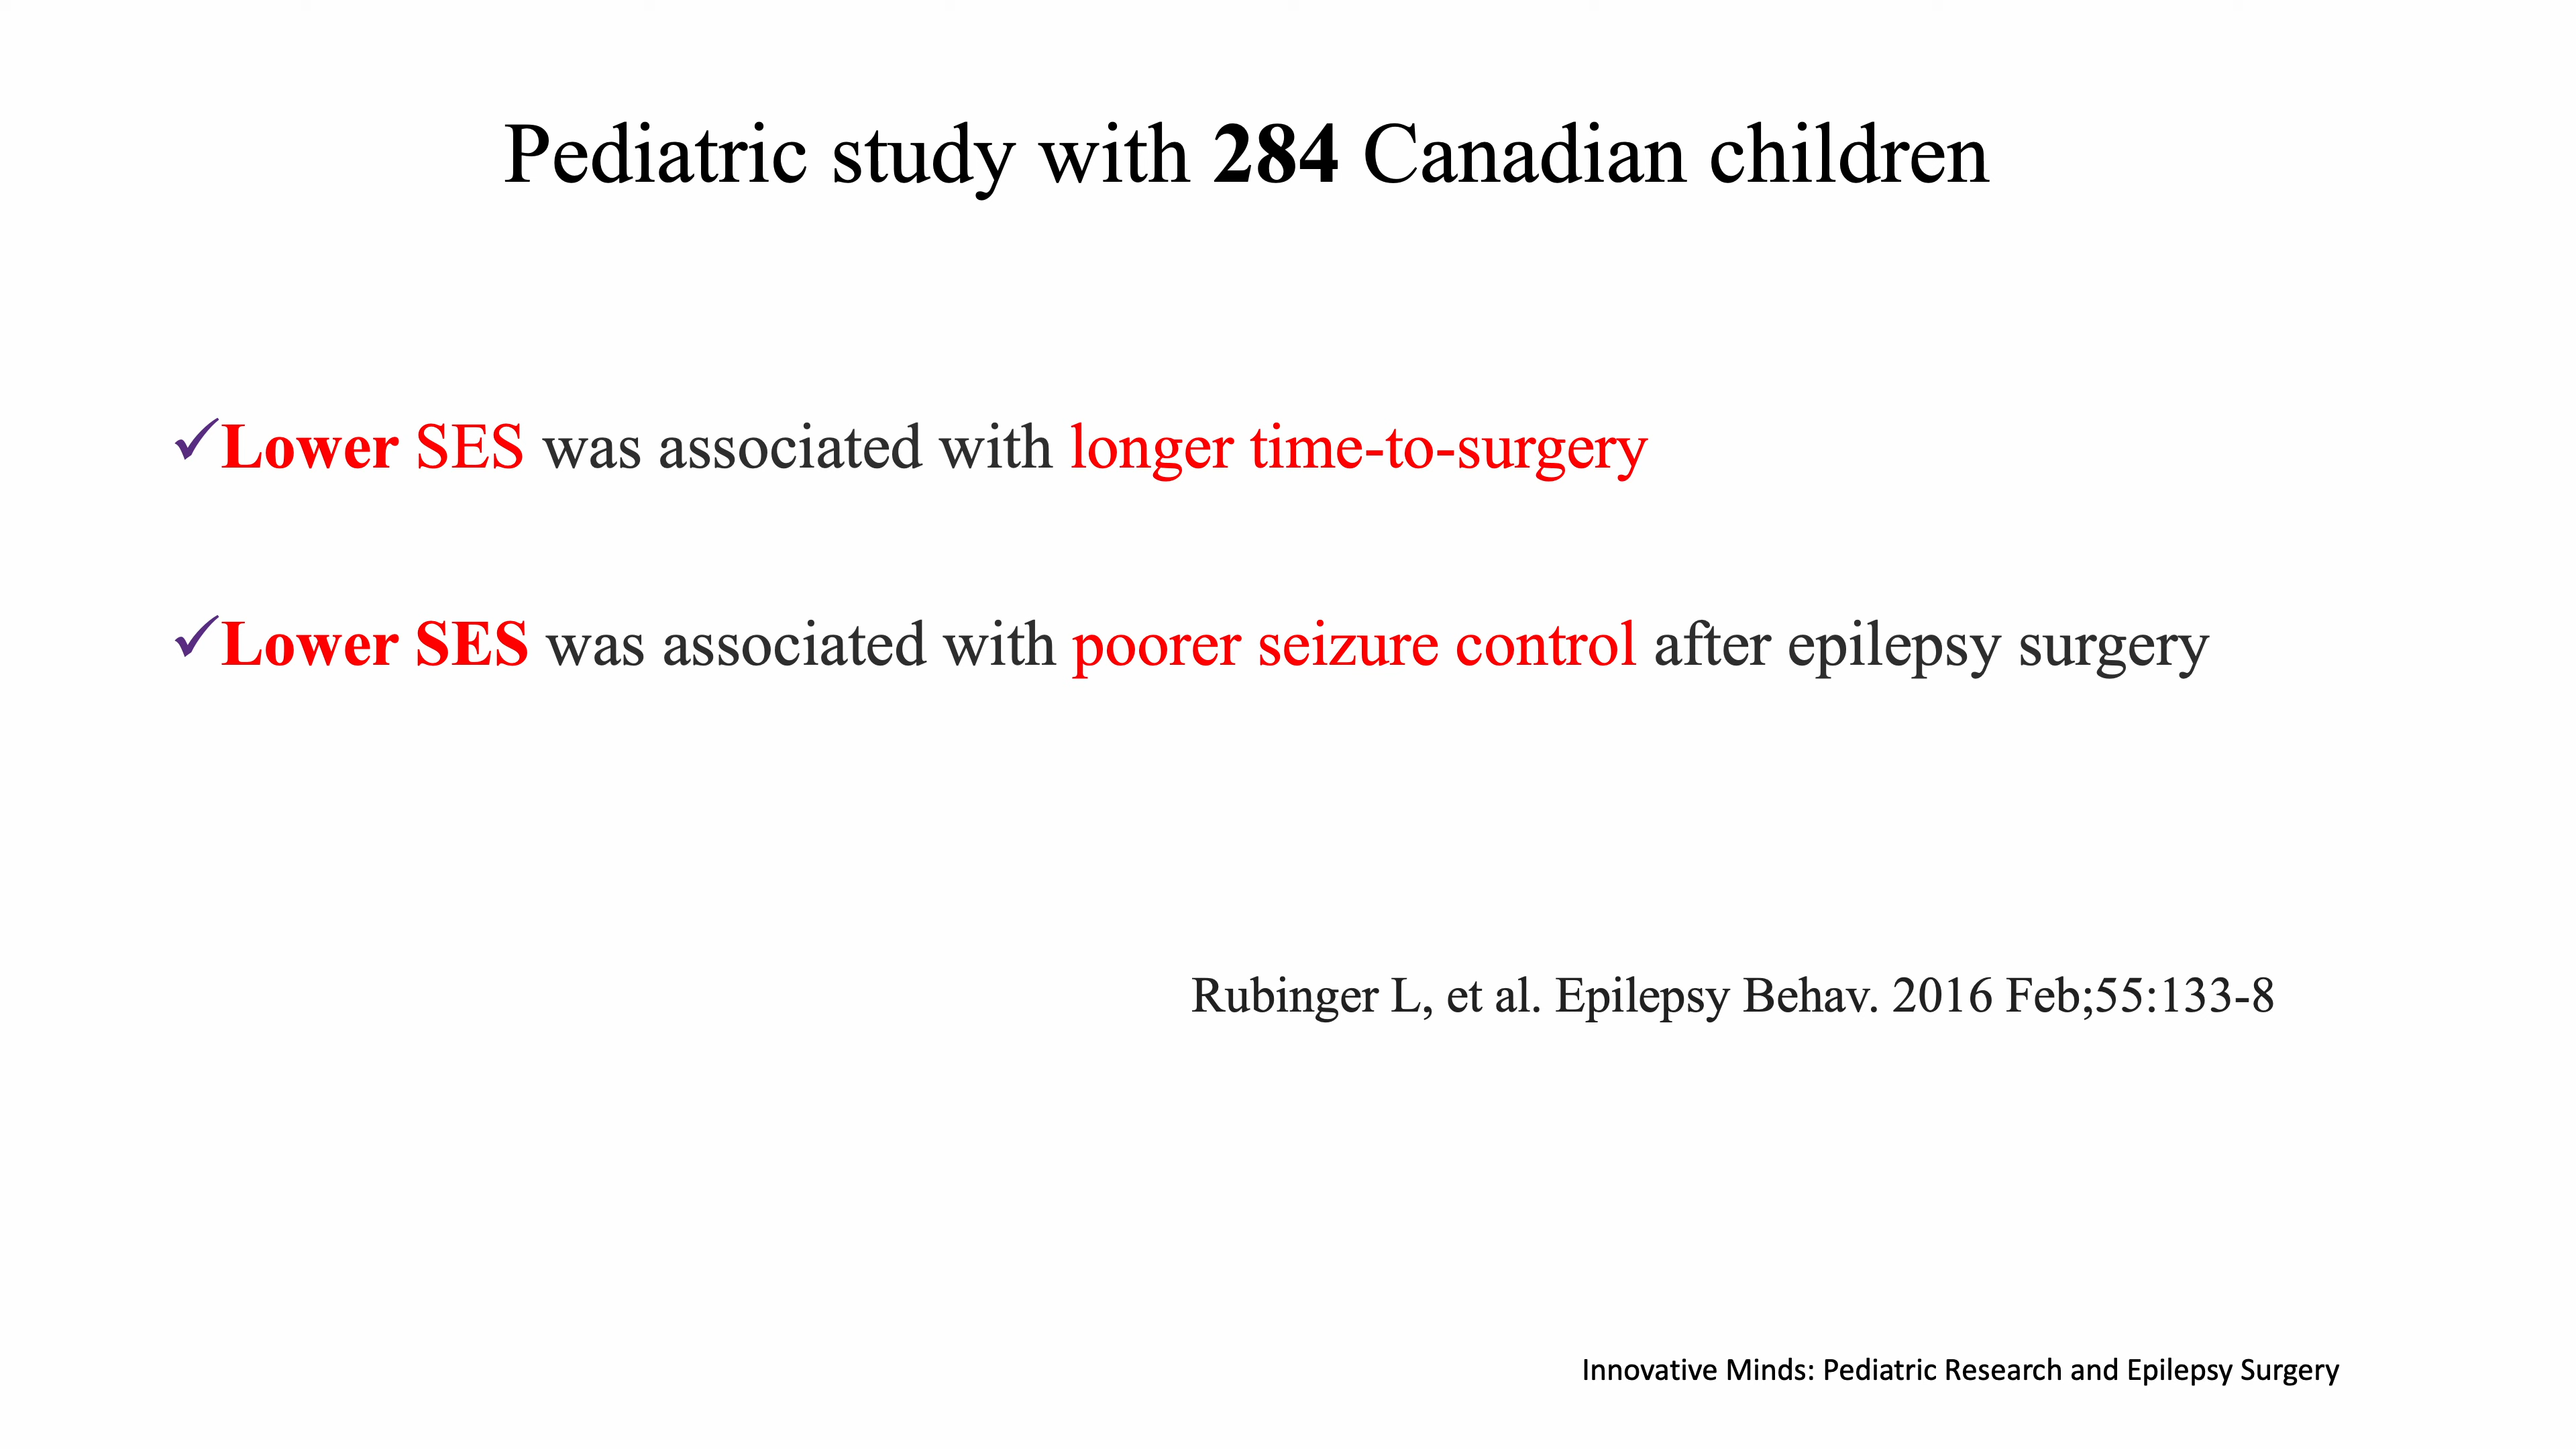 Pediatric study with 284 Canadian children
✓Lower SES was associated with longer time-to-surgery
✓Lower SES was associated with poorer seizure control after epilepsy surgery
Rubinger L, et al. Epilepsy Behav. 2016 Feb;55:133-8
Innovative Minds: Pediatric Research and Epilepsy Surgery